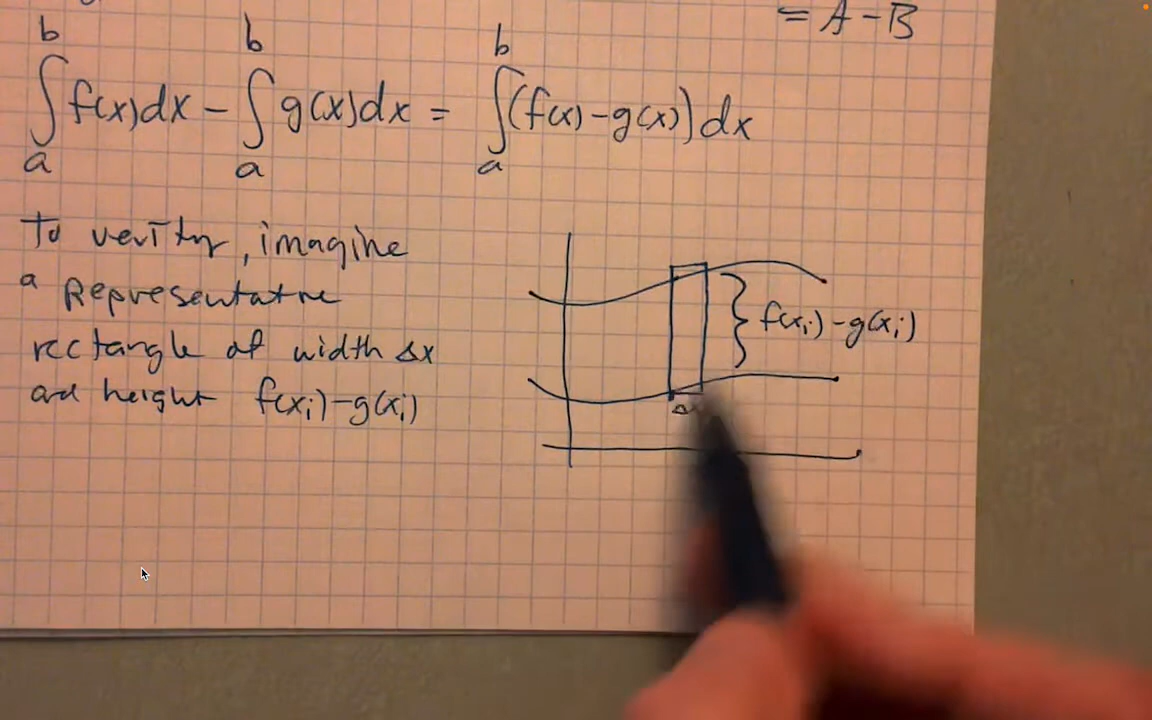 = A - B
b b b
∫f(x)dx - ∫g(x)dx = ∫(f(x) - g(x))dx
a a a
To verify, imagine
a Representative
rectangle of width Δx
and height f(xᵢ) - g(xᵢ)
} f(xᵢ) - g(xᵢ)